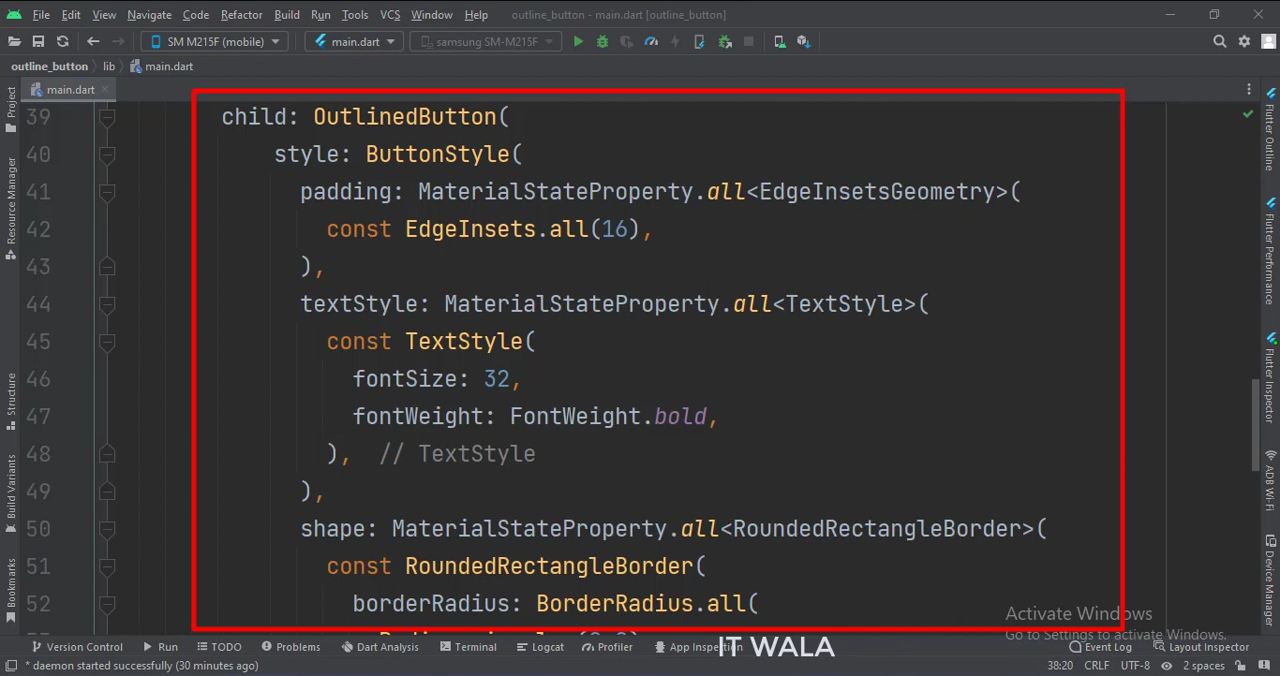 File Edit View Navigate Code Refactor Build Run Tools VCS Window Help outline_button - main.dart [outline_button]
SM M215F (mobile) main.dart samsung SM-M215F
outline_button lib main.dart
main.dart
39 child: OutlinedButton(
40 style: ButtonStyle(
41 padding: MaterialStateProperty.all<EdgeInsetsGeometry>(
42 const EdgeInsets.all(16),
43 ),
44 textStyle: MaterialStateProperty.all<TextStyle>(
45 const TextStyle(
46 fontSize: 32,
47 fontWeight: FontWeight.bold,
48 ), // TextStyle
49 ),
50 shape: MaterialStateProperty.all<RoundedRectangleBorder>(
51 const RoundedRectangleBorder(
52 borderRadius: BorderRadius.all(
Project
Resource Manager
Structure
Build Variants
Bookmarks
Flutter Outline
Flutter Performance
Flutter Inspector
ADB Wi-Fi
Device Manager
Activate Windows
Go to Settings to activate Windows.
IT WALA
Version Control Run TODO Problems Dart Analysis Terminal Logcat Profiler App Inspection Event Log Layout Inspector
* daemon started successfully (30 minutes ago) 38:20 CRLF UTF-8 2 spaces